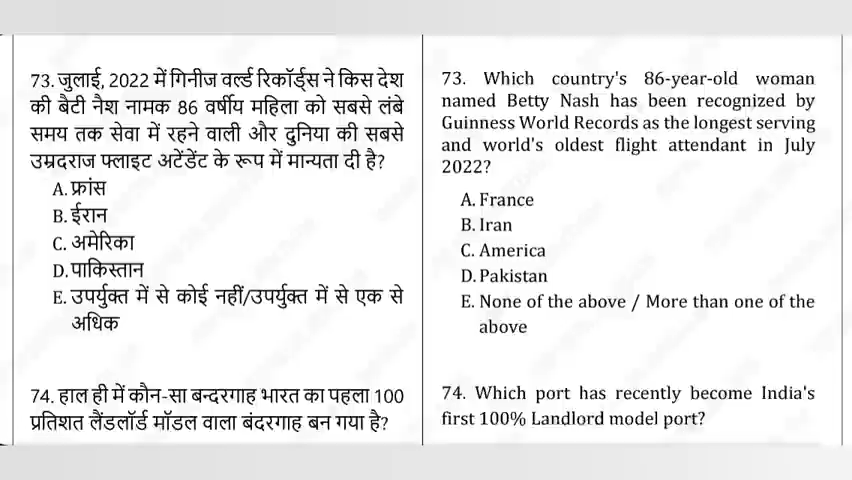 73. जुलाई, 2022 में गिनीज वर्ल्ड रिकॉर्ड्स ने किस देश
की बैटी नैश नामक 86 वर्षीय महिला को सबसे लंबे
समय तक सेवा में रहने वाली और दुनिया की सबसे
उम्रदराज फ्लाइट अटेंडेंट के रूप में मान्यता दी है?
A. फ्रांस
B. ईरान
C. अमेरिका
D. पाकिस्तान
E. उपर्युक्त में से कोई नहीं/उपर्युक्त में से एक से
अधिक
74. हाल ही में कौन-सा बन्दरगाह भारत का पहला 100
प्रतिशत लैंडलॉर्ड मॉडल वाला बंदरगाह बन गया है?
73. Which country's 86-year-old woman
named Betty Nash has been recognized by
Guinness World Records as the longest serving
and world's oldest flight attendant in July
2022?
A. France
B. Iran
C. America
D. Pakistan
E. None of the above / More than one of the
above
74. Which port has recently become India's
first 100% Landlord model port?